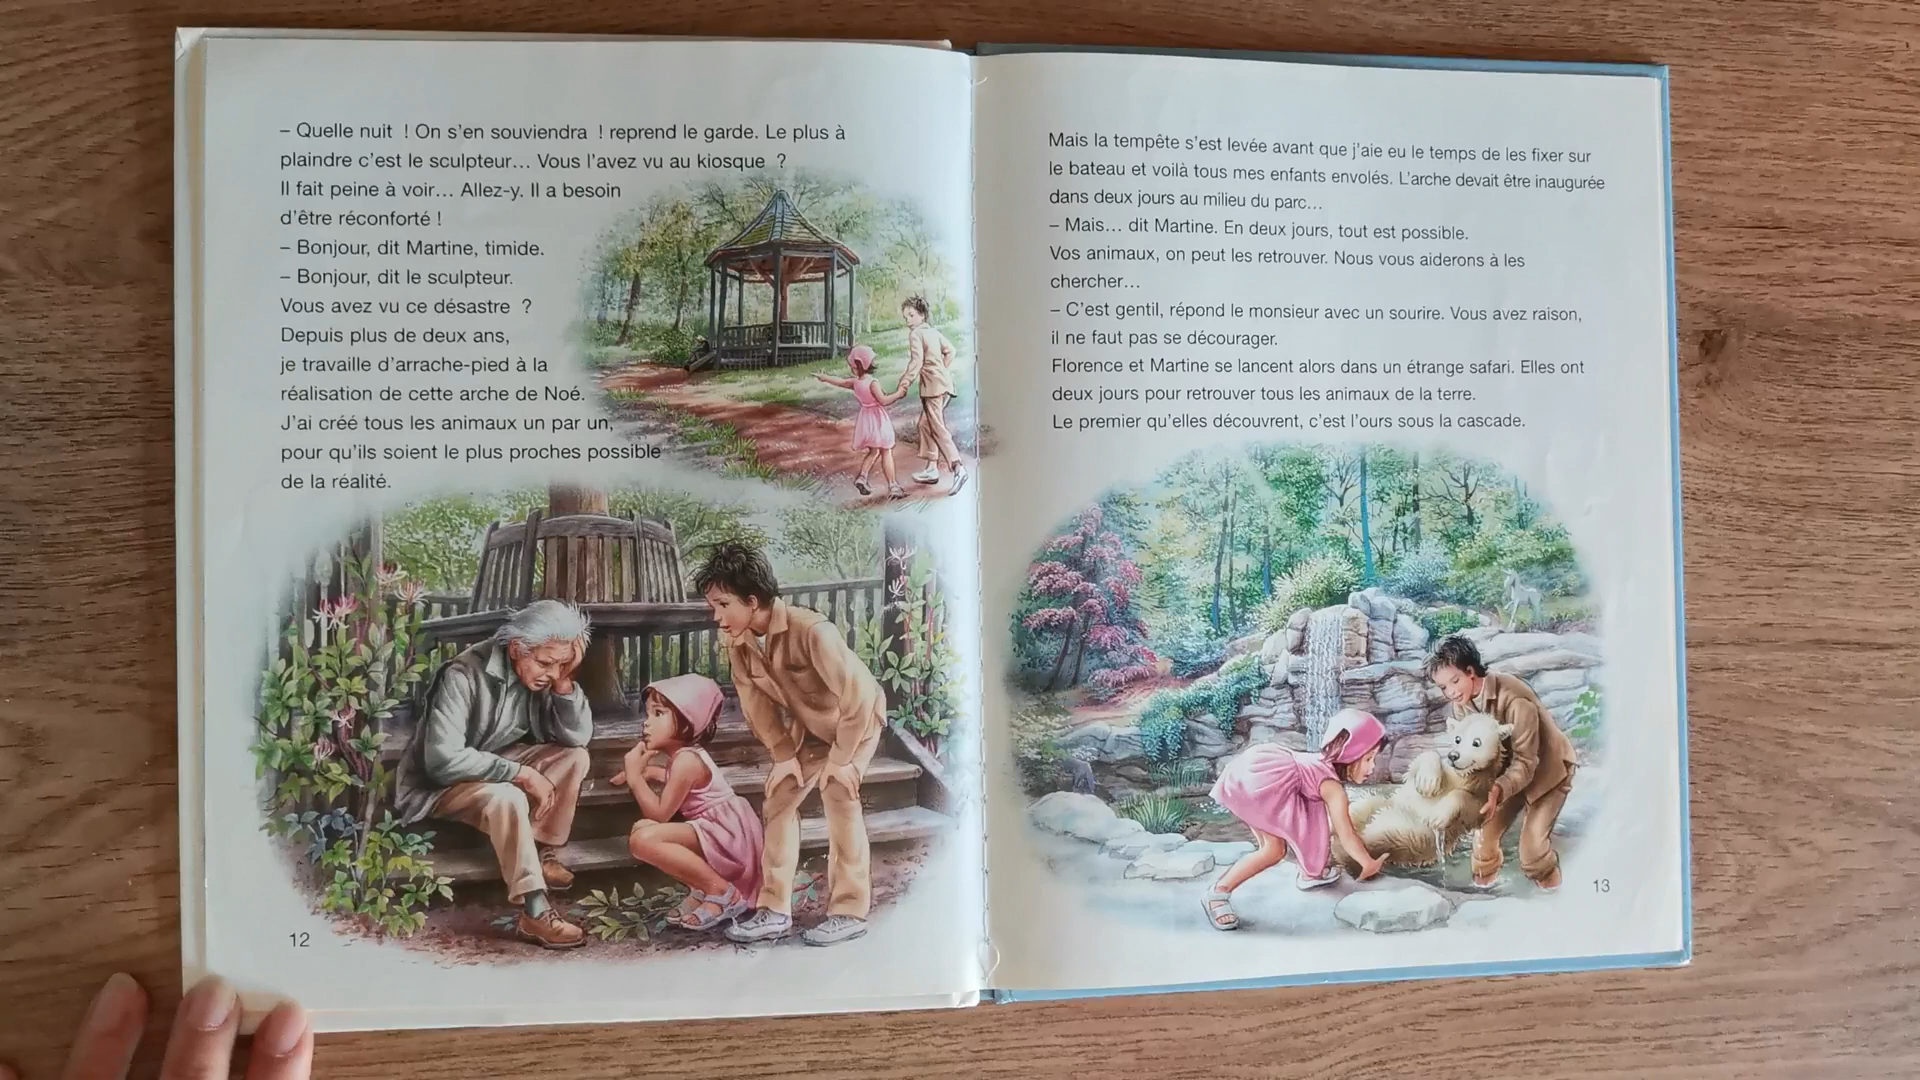 – Quelle nuit ! On s'en souviendra ! reprend le garde. Le plus à
plaindre c'est le sculpteur... Vous l'avez vu au kiosque ?
Il fait peine à voir... Allez-y. Il a besoin
d'être réconforté !
– Bonjour, dit Martine, timide.
– Bonjour, dit le sculpteur.
Vous avez vu ce désastre ?
Depuis plus de deux ans,
je travaille d'arrache-pied à la
réalisation de cette arche de Noé.
J'ai créé tous les animaux un par un,
pour qu'ils soient le plus proches possible
de la réalité.
12
Mais la tempête s'est levée avant que j'aie eu le temps de les fixer sur
le bateau et voilà tous mes enfants envolés. L'arche devait être inaugurée
dans deux jours au milieu du parc...
– Mais... dit Martine. En deux jours, tout est possible.
Vos animaux, on peut les retrouver. Nous vous aiderons à les
chercher...
– C'est gentil, répond le monsieur avec un sourire. Vous avez raison,
il ne faut pas se décourager.
Florence et Martine se lancent alors dans un étrange safari. Elles ont
deux jours pour retrouver tous les animaux de la terre.
Le premier qu'elles découvrent, c'est l'ours sous la cascade.
13